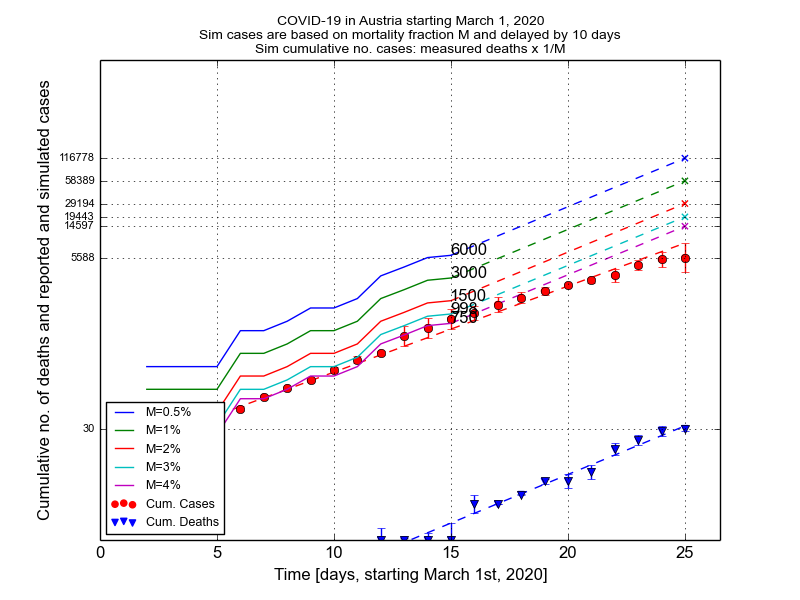 COVID-19 in Austria starting March 1, 2020
Sim cases are based on mortality fraction M and delayed by 10 days
Sim cumulative no. cases: measured deaths x 1/M
Cumulative no. of deaths and reported and simulated cases
116778
58389
29194
19443
14597
5588
30
6000
3000
1500
998
750
M=0.5%
M=1%
M=2%
M=3%
M=4%
Cum. Cases
Cum. Deaths
0 5 10 15 20 25
Time [days, starting March 1st, 2020]